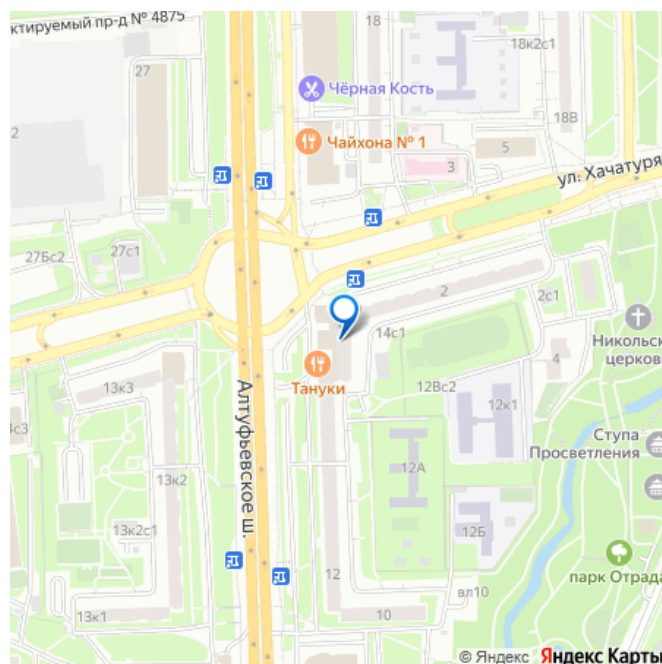 ктируемый пр-д № 4875
18
18к2с1
27
Чёрная Кость
2
18В
Чайхона № 1
5
3
ул. Хачатуря
27Бс2
27с1
2
2с1
14с1
Никольск
церков
4
13к3
Тануки
12Вс2
12к1
4с3
Алтуфьевское ш.
Ступа
Просветления
13к2
12А
13к2с1
12Б
12
парк Отрада
вл10
13к1
10
© Яндекс Яндекс Карты